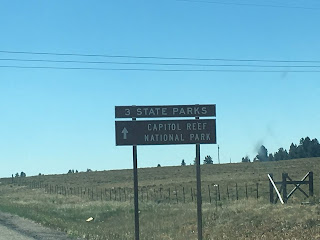 3 STATE PARKS
CAPITOL REEF
NATIONAL PARK